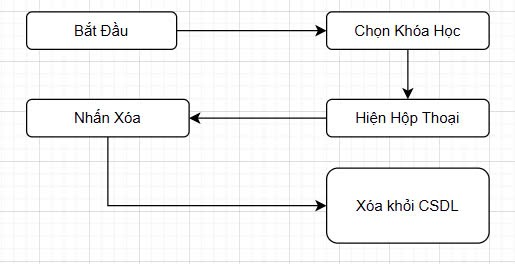 Bắt Đầu
Chọn Khóa Học
Hiện Hộp Thoại
Nhấn Xóa
Xóa khỏi CSDL